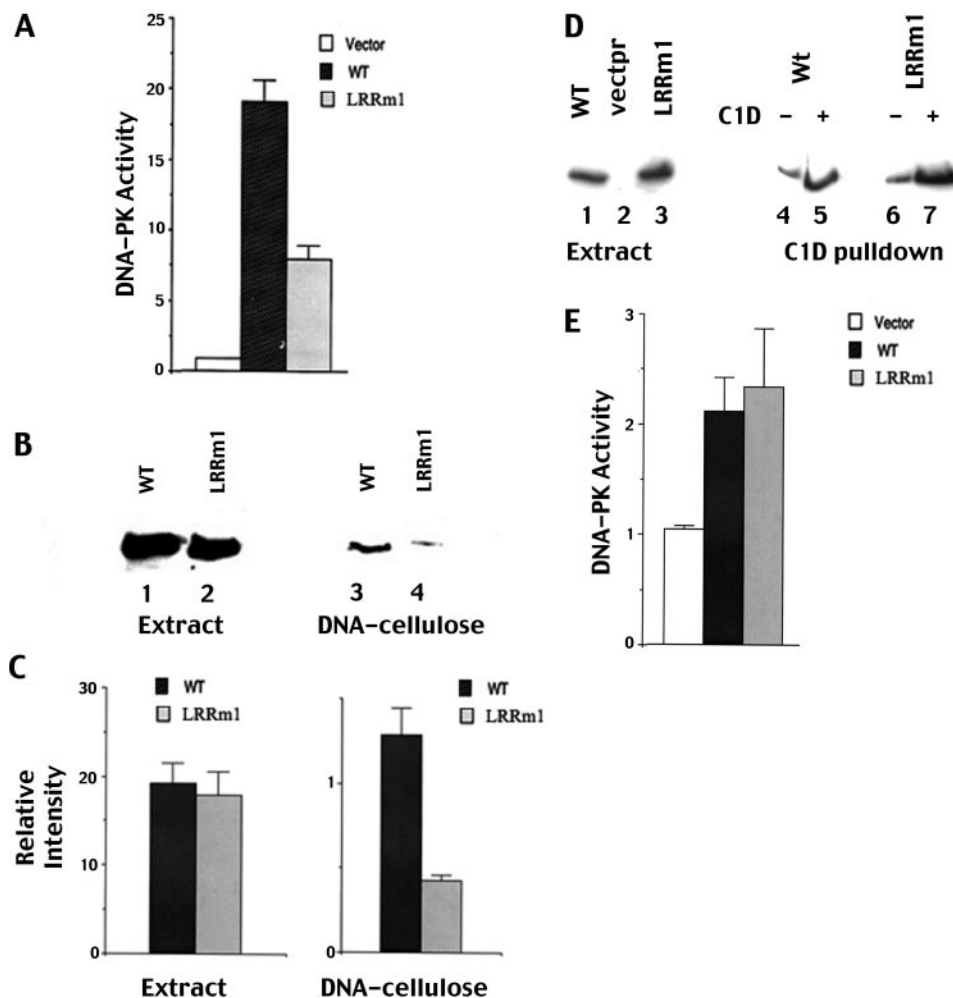 A
25
20
15
10
5
0
DNA-PK Activity
Vector
WT
LRRm1
B
WT
LRRm1
WT
LRRm1
1
2
3
4
Extract
DNA-cellulose
C
Relative
Intensity
30
20
10
0
WT
LRRm1
Extract
1
0
WT
LRRm1
DNA-cellulose
D
WT
vectpr
LRRm1
Wt
LRRm1
C1D
-
+
-
+
1
2
3
4
5
6
7
Extract
C1D pulldown
E
3
2
1
0
DNA-PK Activity
Vector
WT
LRRm1